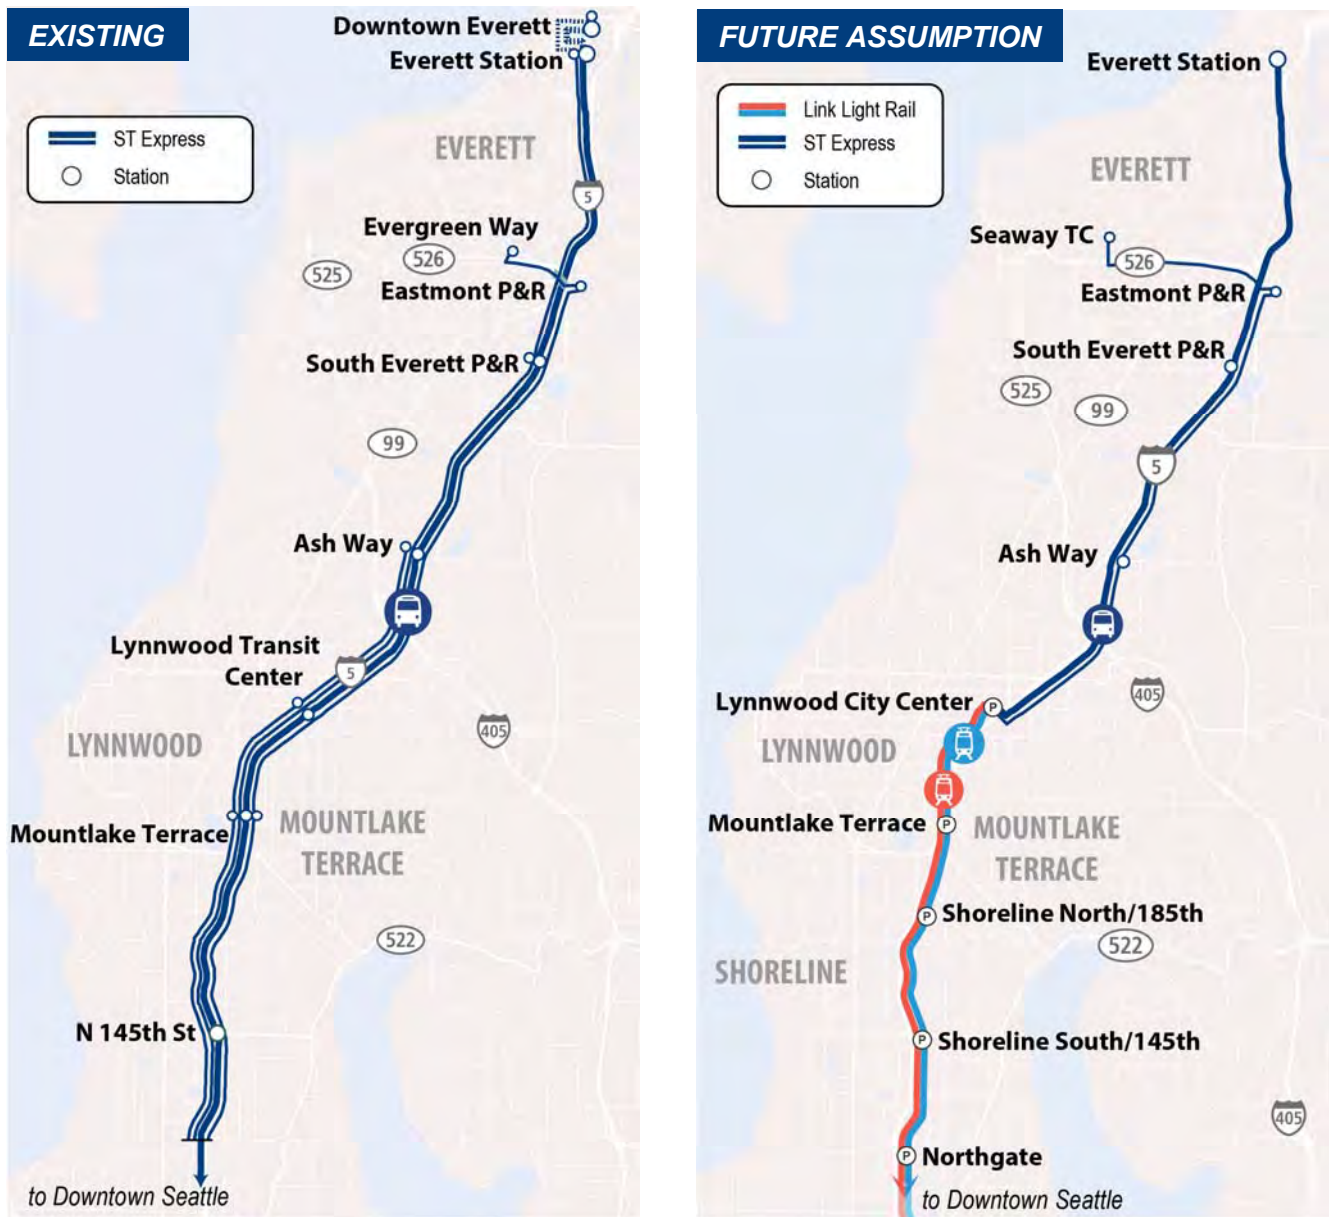 EXISTING
Downtown Everett
Everett Station
ST Express
Station
EVERETT
5
Evergreen Way
526
525
Eastmont P&R
South Everett P&R
99
Ash Way
Lynnwood Transit
Center
5
405
LYNNWOOD
Mountlake Terrace
MOUNTLAKE
TERRACE
522
N 145th St
to Downtown Seattle
FUTURE ASSUMPTION
Everett Station
Link Light Rail
ST Express
Station
EVERETT
Seaway TC
526
Eastmont P&R
South Everett P&R
525
99
5
Ash Way
405
Lynnwood City Center
P
LYNNWOOD
Mountlake Terrace
P
MOUNTLAKE
TERRACE
P
Shoreline North/185th
522
SHORELINE
P
Shoreline South/145th
405
P
Northgate
to Downtown Seattle